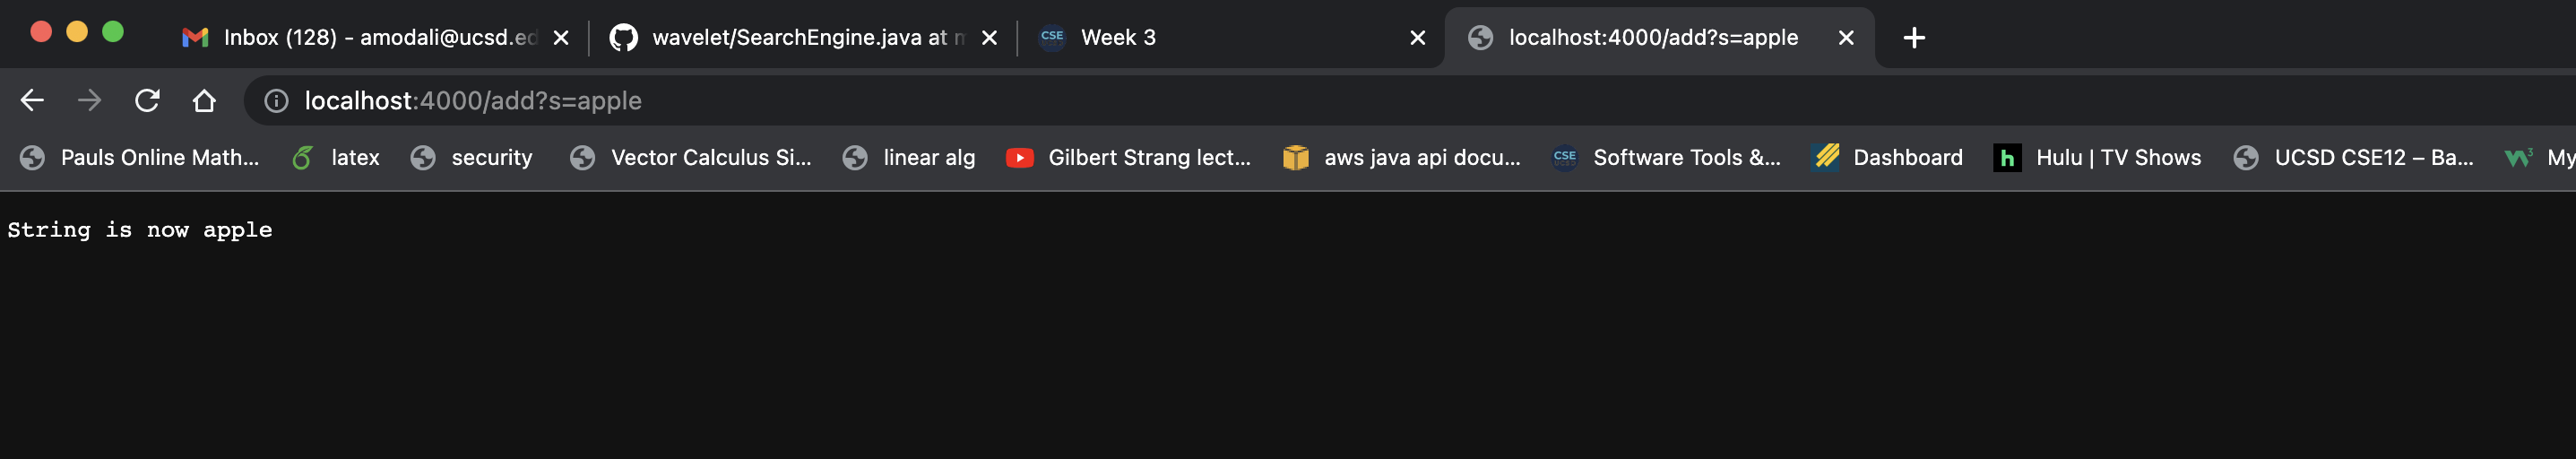 Inbox (128) - amodali@ucsd.ed
wavelet/SearchEngine.java at m
CSE Week 3
localhost:4000/add?s=apple
localhost:4000/add?s=apple
Pauls Online Math... latex security Vector Calculus Si... linear alg Gilbert Strang lect... aws java api docu... CSE Software Tools &... Dashboard h Hulu | TV Shows UCSD CSE12 – Ba... My
String is now apple